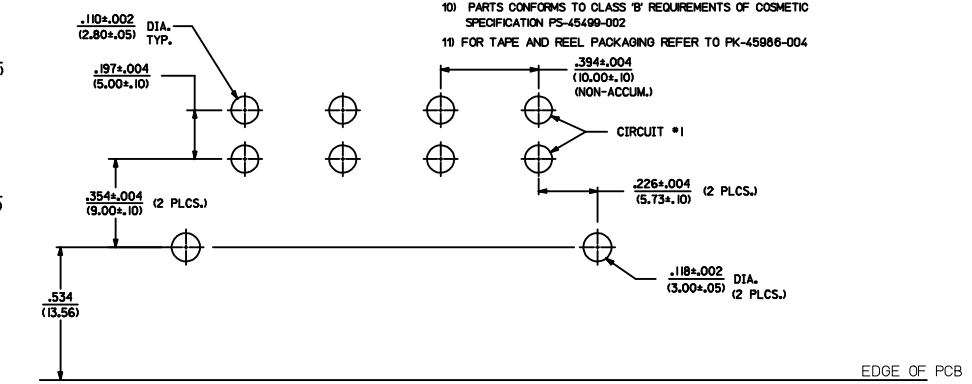 10) PARTS CONFORMS TO CLASS 'B' REQUIREMENTS OF COSMETIC
SPECIFICATION PS-45499-002
11) FOR TAPE AND REEL PACKAGING REFER TO PK-45986-004
.110±.002
(2.80±.05)
DIA.
TYP.
.197±.004
(5.00±.10)
.394±.004
(10.00±.10)
(NON-ACCUM.)
CIRCUIT #1
.354±.004
(9.00±.10)
(2 PLCS.)
.226±.004
(5.73±.10)
(2 PLCS.)
.118±.002
(3.00±.05)
DIA.
(2 PLCS.)
.534
(13.56)
EDGE OF PCB